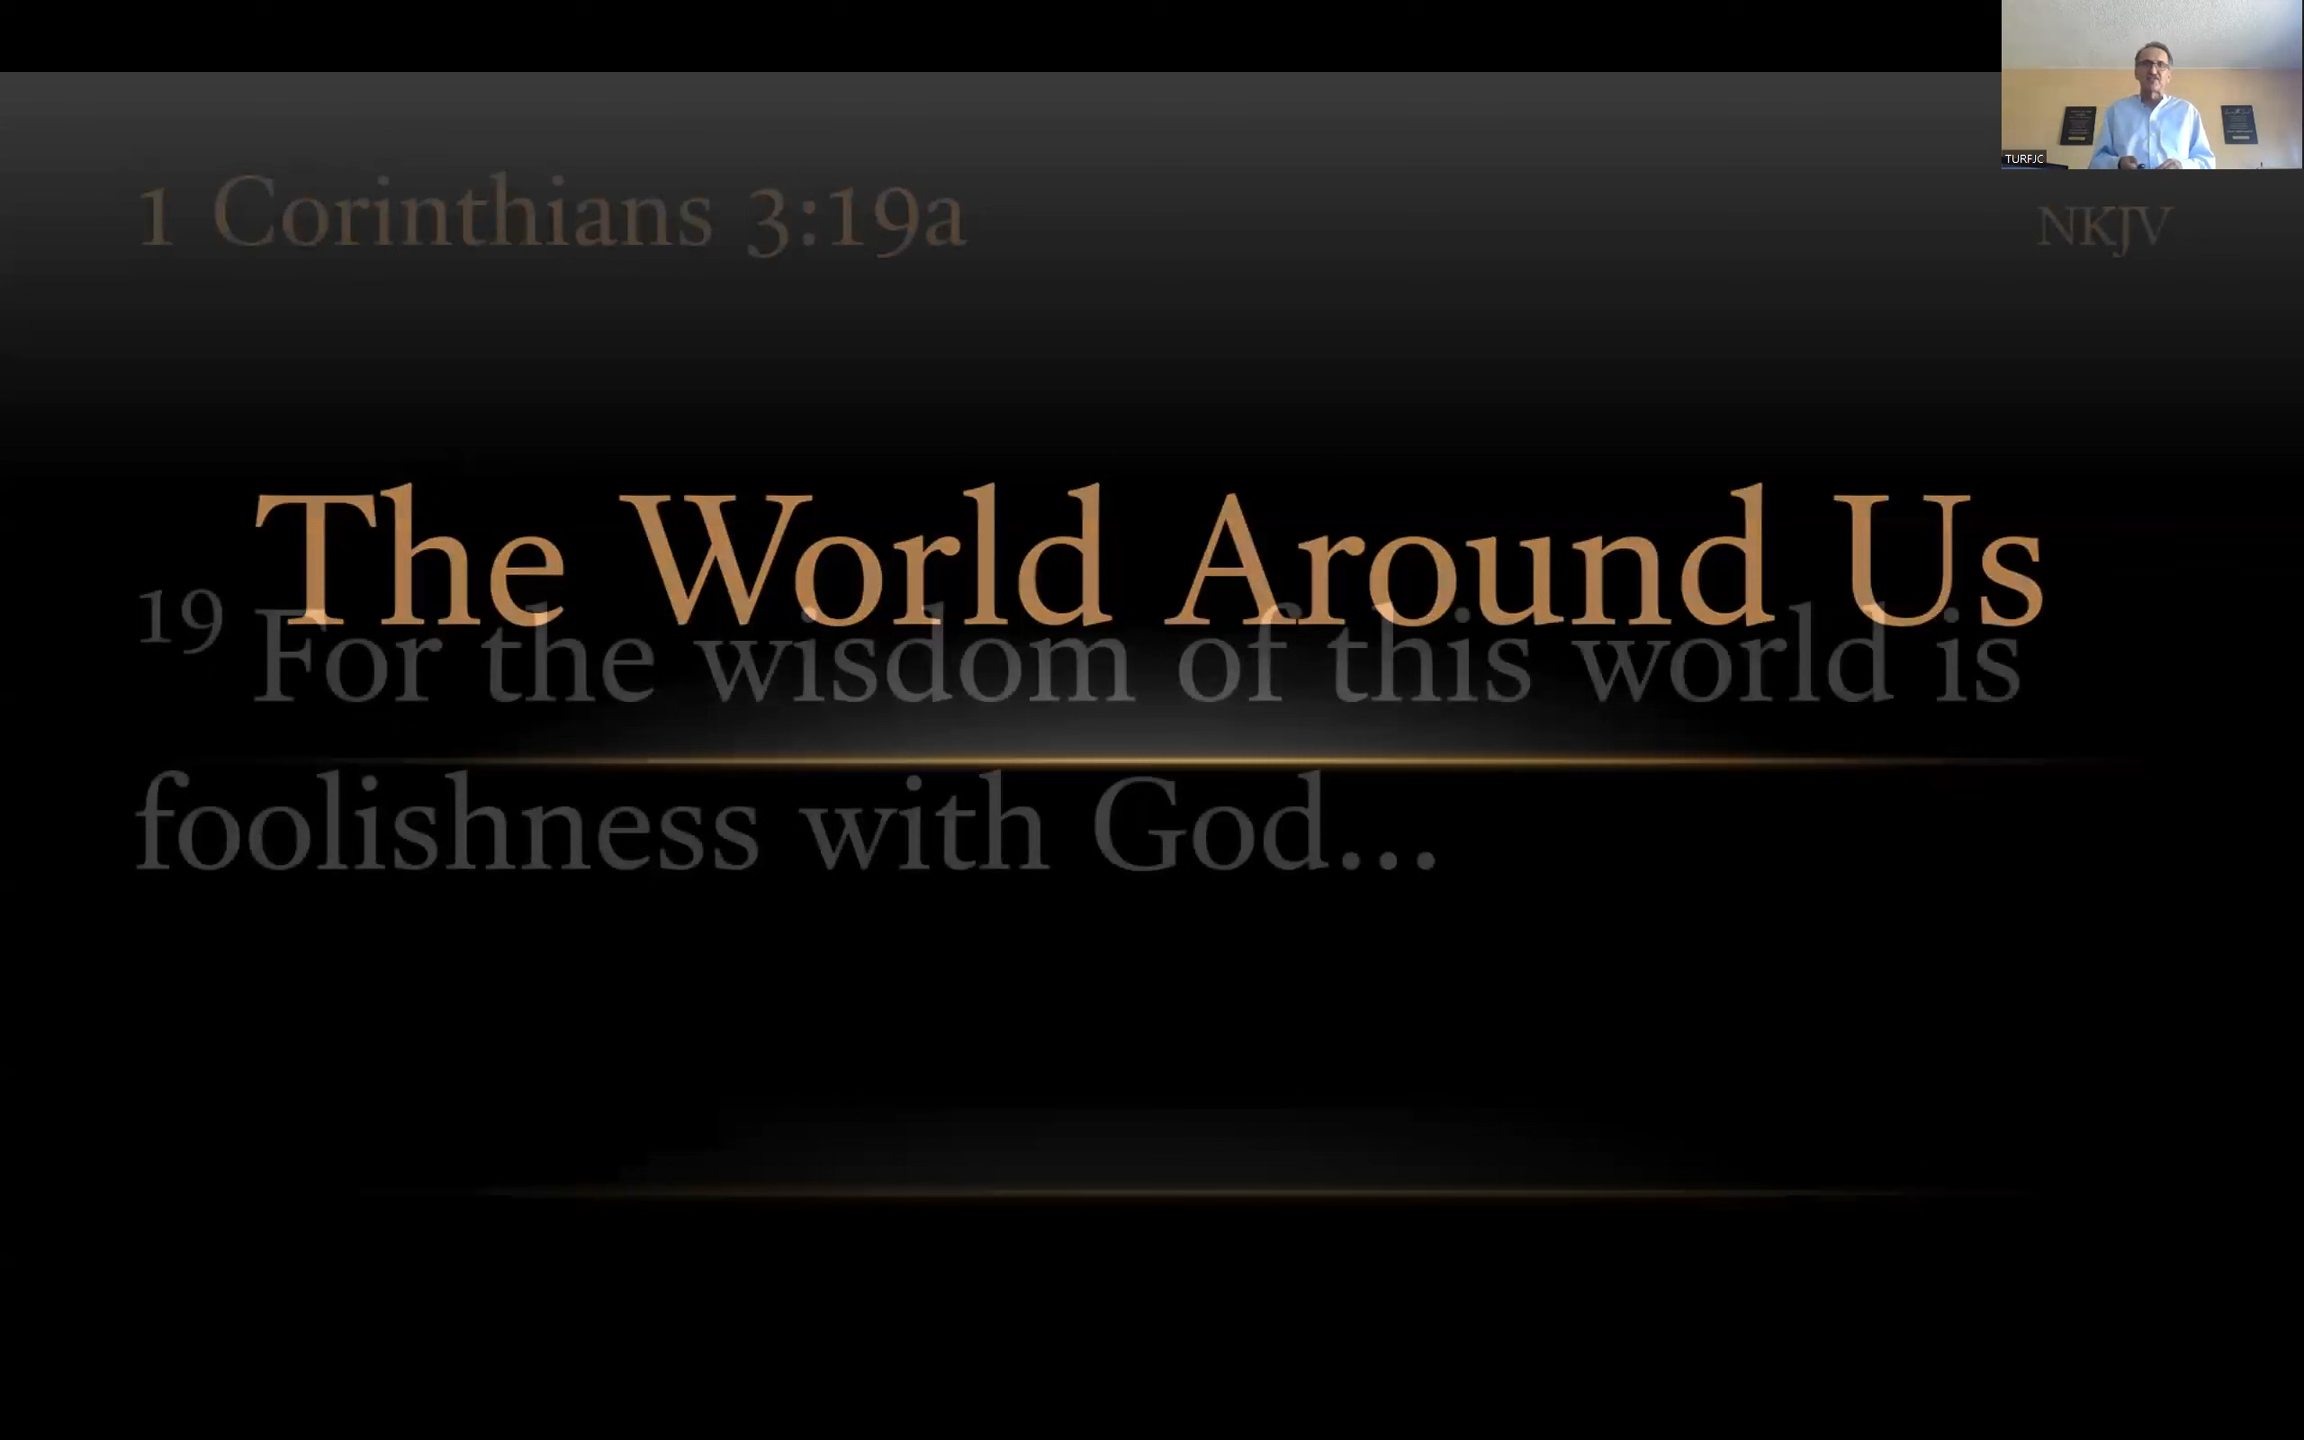 TURFJC
1 Corinthians 3:19a
NKJV
The World Around Us
19 For the wisdom of this world is
foolishness with God...